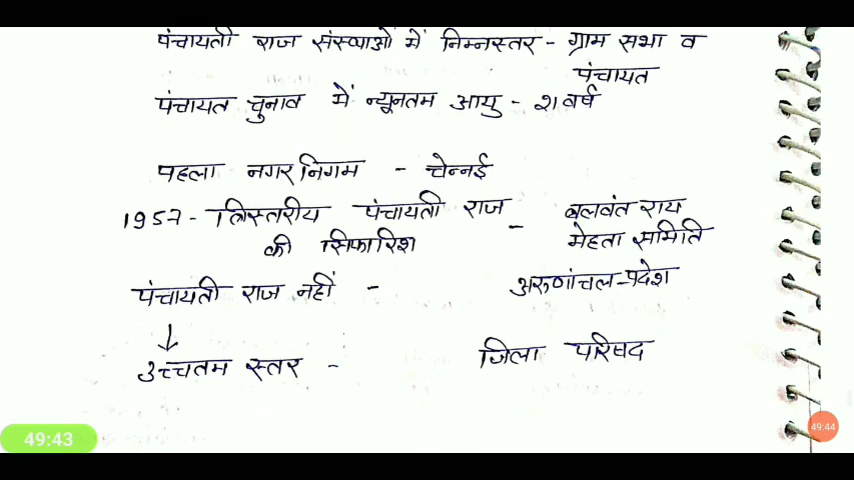 पंचायती राज संस्थाओं में निम्नस्तर - ग्राम सभा व
पंचायत
पंचायत चुनाव में न्यूनतम आयु - 21 वर्ष
पहला नगर निगम - चेन्नई
1957 - त्रिस्तरीय पंचायती राज - बलवंत राय
की सिफारिश मेहता समिति
पंचायती राज नहीं - अरुणांचल-प्रदेश
उच्चतम स्तर - जिला परिषद
49:43
49:44